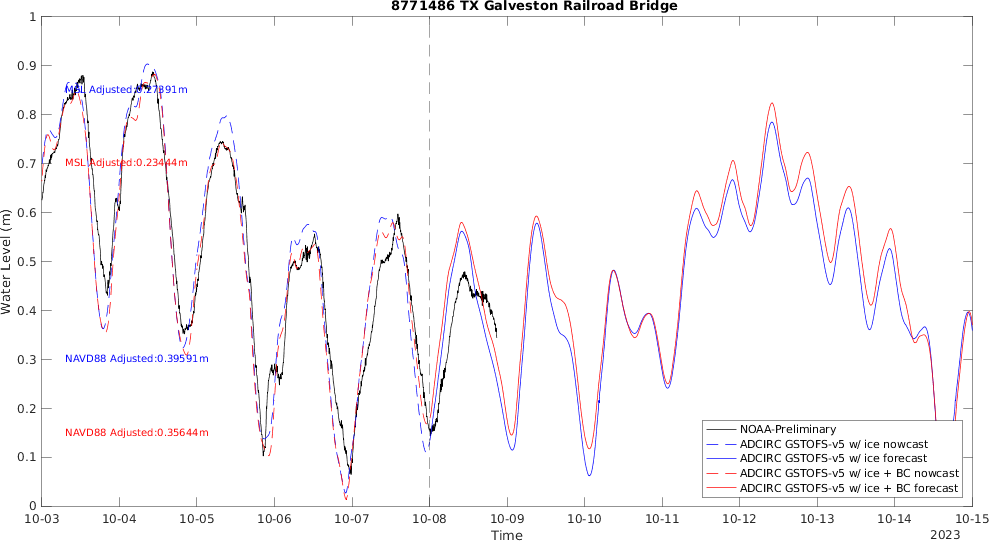 8771486 TX Galveston Railroad Bridge
1
0.9
0.8
0.7
0.6
0.5
0.4
0.3
0.2
0.1
0
Water Level (m)
MSL Adjusted:0.27391m
MSL Adjusted:0.23444m
NAVD88 Adjusted:0.39591m
NAVD88 Adjusted:0.35644m
NOAA-Preliminary
ADCIRC GSTOFS-v5 w/ ice nowcast
ADCIRC GSTOFS-v5 w/ ice forecast
ADCIRC GSTOFS-v5 w/ ice + BC nowcast
ADCIRC GSTOFS-v5 w/ ice + BC forecast
10-03 10-04 10-05 10-06 10-07 10-08 10-09 10-10 10-11 10-12 10-13 10-14 10-15
Time
2023